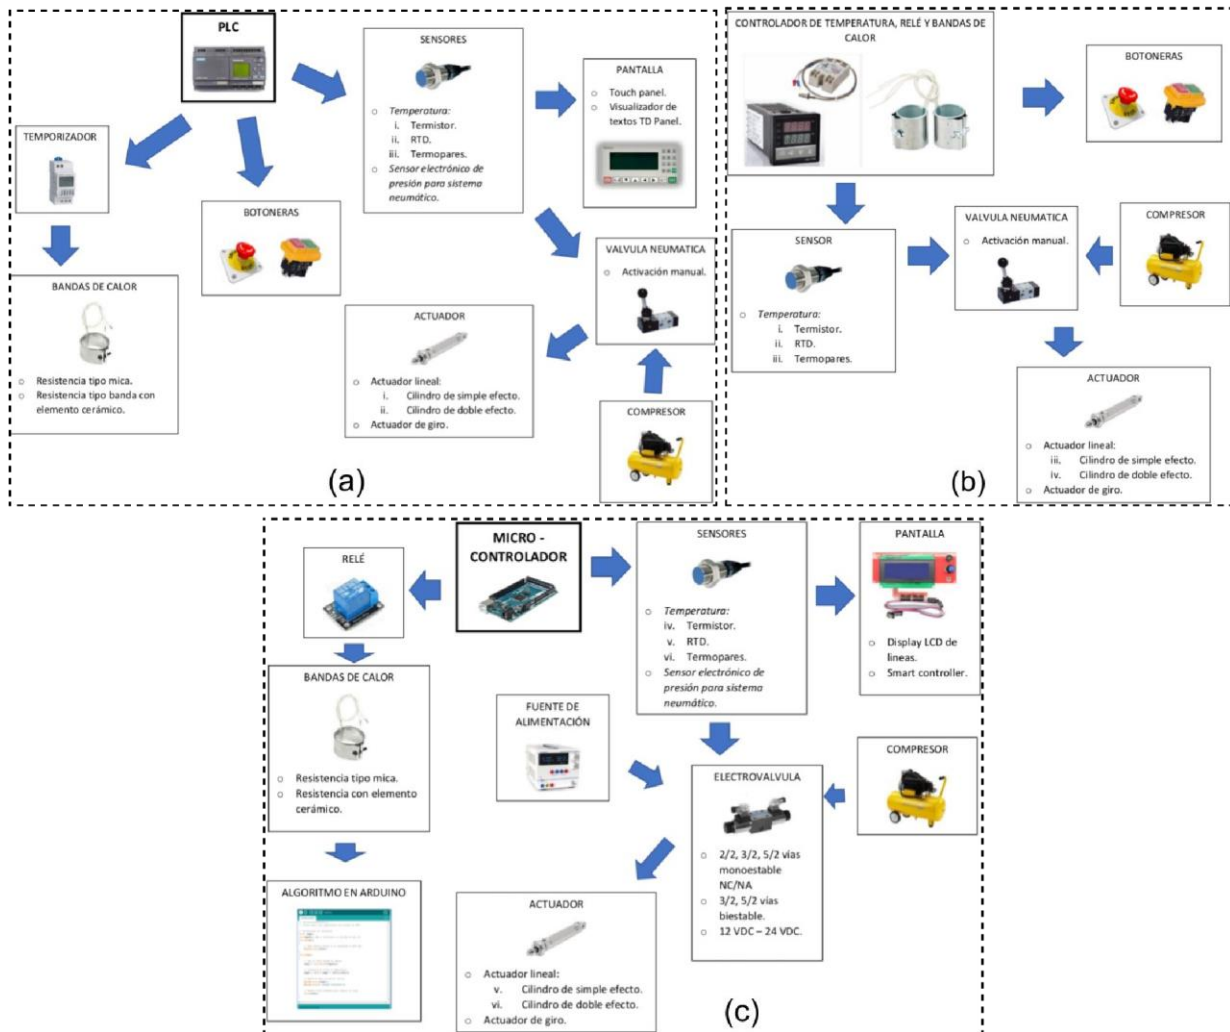 PLC
SENSORES
o Temperatura:
i. Termistor.
ii. RTD.
iii. Termopares.
o Sensor electrónico de
presión para sistema
neumático.
PANTALLA
o Touch panel.
o Visualizador de
textos TD Panel.
TEMPORIZADOR
BOTONERAS
BANDAS DE CALOR
o Resistencia tipo mica.
o Resistencia tipo banda con
elemento cerámico.
VALVULA NEUMATICA
o Activación manual.
ACTUADOR
o Actuador lineal:
i. Cilindro de simple efecto.
ii. Cilindro de doble efecto.
o Actuador de giro.
COMPRESOR
(a)
CONTROLADOR DE TEMPERATURA, RELÉ Y BANDAS DE
CALOR
BOTONERAS
SENSOR
o Temperatura:
i. Termistor.
ii. RTD.
iii. Termopares.
VALVULA NEUMATICA
o Activación manual.
COMPRESOR
ACTUADOR
o Actuador lineal:
iii. Cilindro de simple efecto.
iv. Cilindro de doble efecto.
o Actuador de giro.
(b)
MICRO -
CONTROLADOR
RELÉ
SENSORES
o Temperatura:
iv. Termistor.
v. RTD.
vi. Termopares.
o Sensor electrónico de
presión para sistema
neumático.
PANTALLA
o Display LCD de
lineas.
o Smart controller.
BANDAS DE CALOR
o Resistencia tipo mica.
o Resistencia con elemento
cerámico.
FUENTE DE
ALIMENTACIÓN
ELECTROVALVULA
o 2/2, 3/2, 5/2 vías
monoestable
NC/NA
o 3/2, 5/2 vías
biestable.
o 12 VDC – 24 VDC.
COMPRESOR
ALGORITMO EN ARDUINO
ACTUADOR
o Actuador lineal:
v. Cilindro de simple efecto.
vi. Cilindro de doble efecto.
o Actuador de giro.
(c)